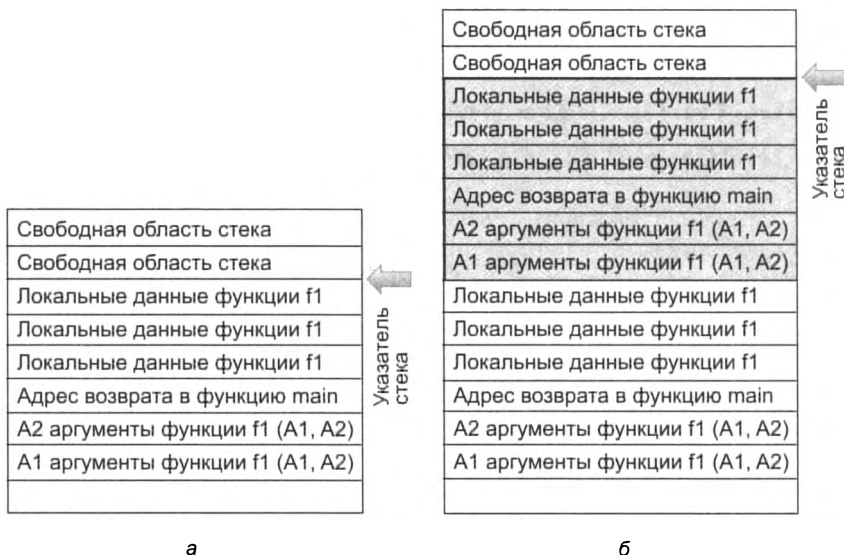 Свободная область стека
Свободная область стека
Локальные данные функции f1
Локальные данные функции f1
Локальные данные функции f1
Адрес возврата в функцию main
A2 аргументы функции f1 (A1, A2)
A1 аргументы функции f1 (A1, A2)
Указатель
стека
а
Свободная область стека
Свободная область стека
Локальные данные функции f1
Локальные данные функции f1
Локальные данные функции f1
Адрес возврата в функцию main
A2 аргументы функции f1 (A1, A2)
A1 аргументы функции f1 (A1, A2)
Локальные данные функции f1
Локальные данные функции f1
Локальные данные функции f1
Адрес возврата в функцию main
A2 аргументы функции f1 (A1, A2)
A1 аргументы функции f1 (A1, A2)
Указатель
стека
б